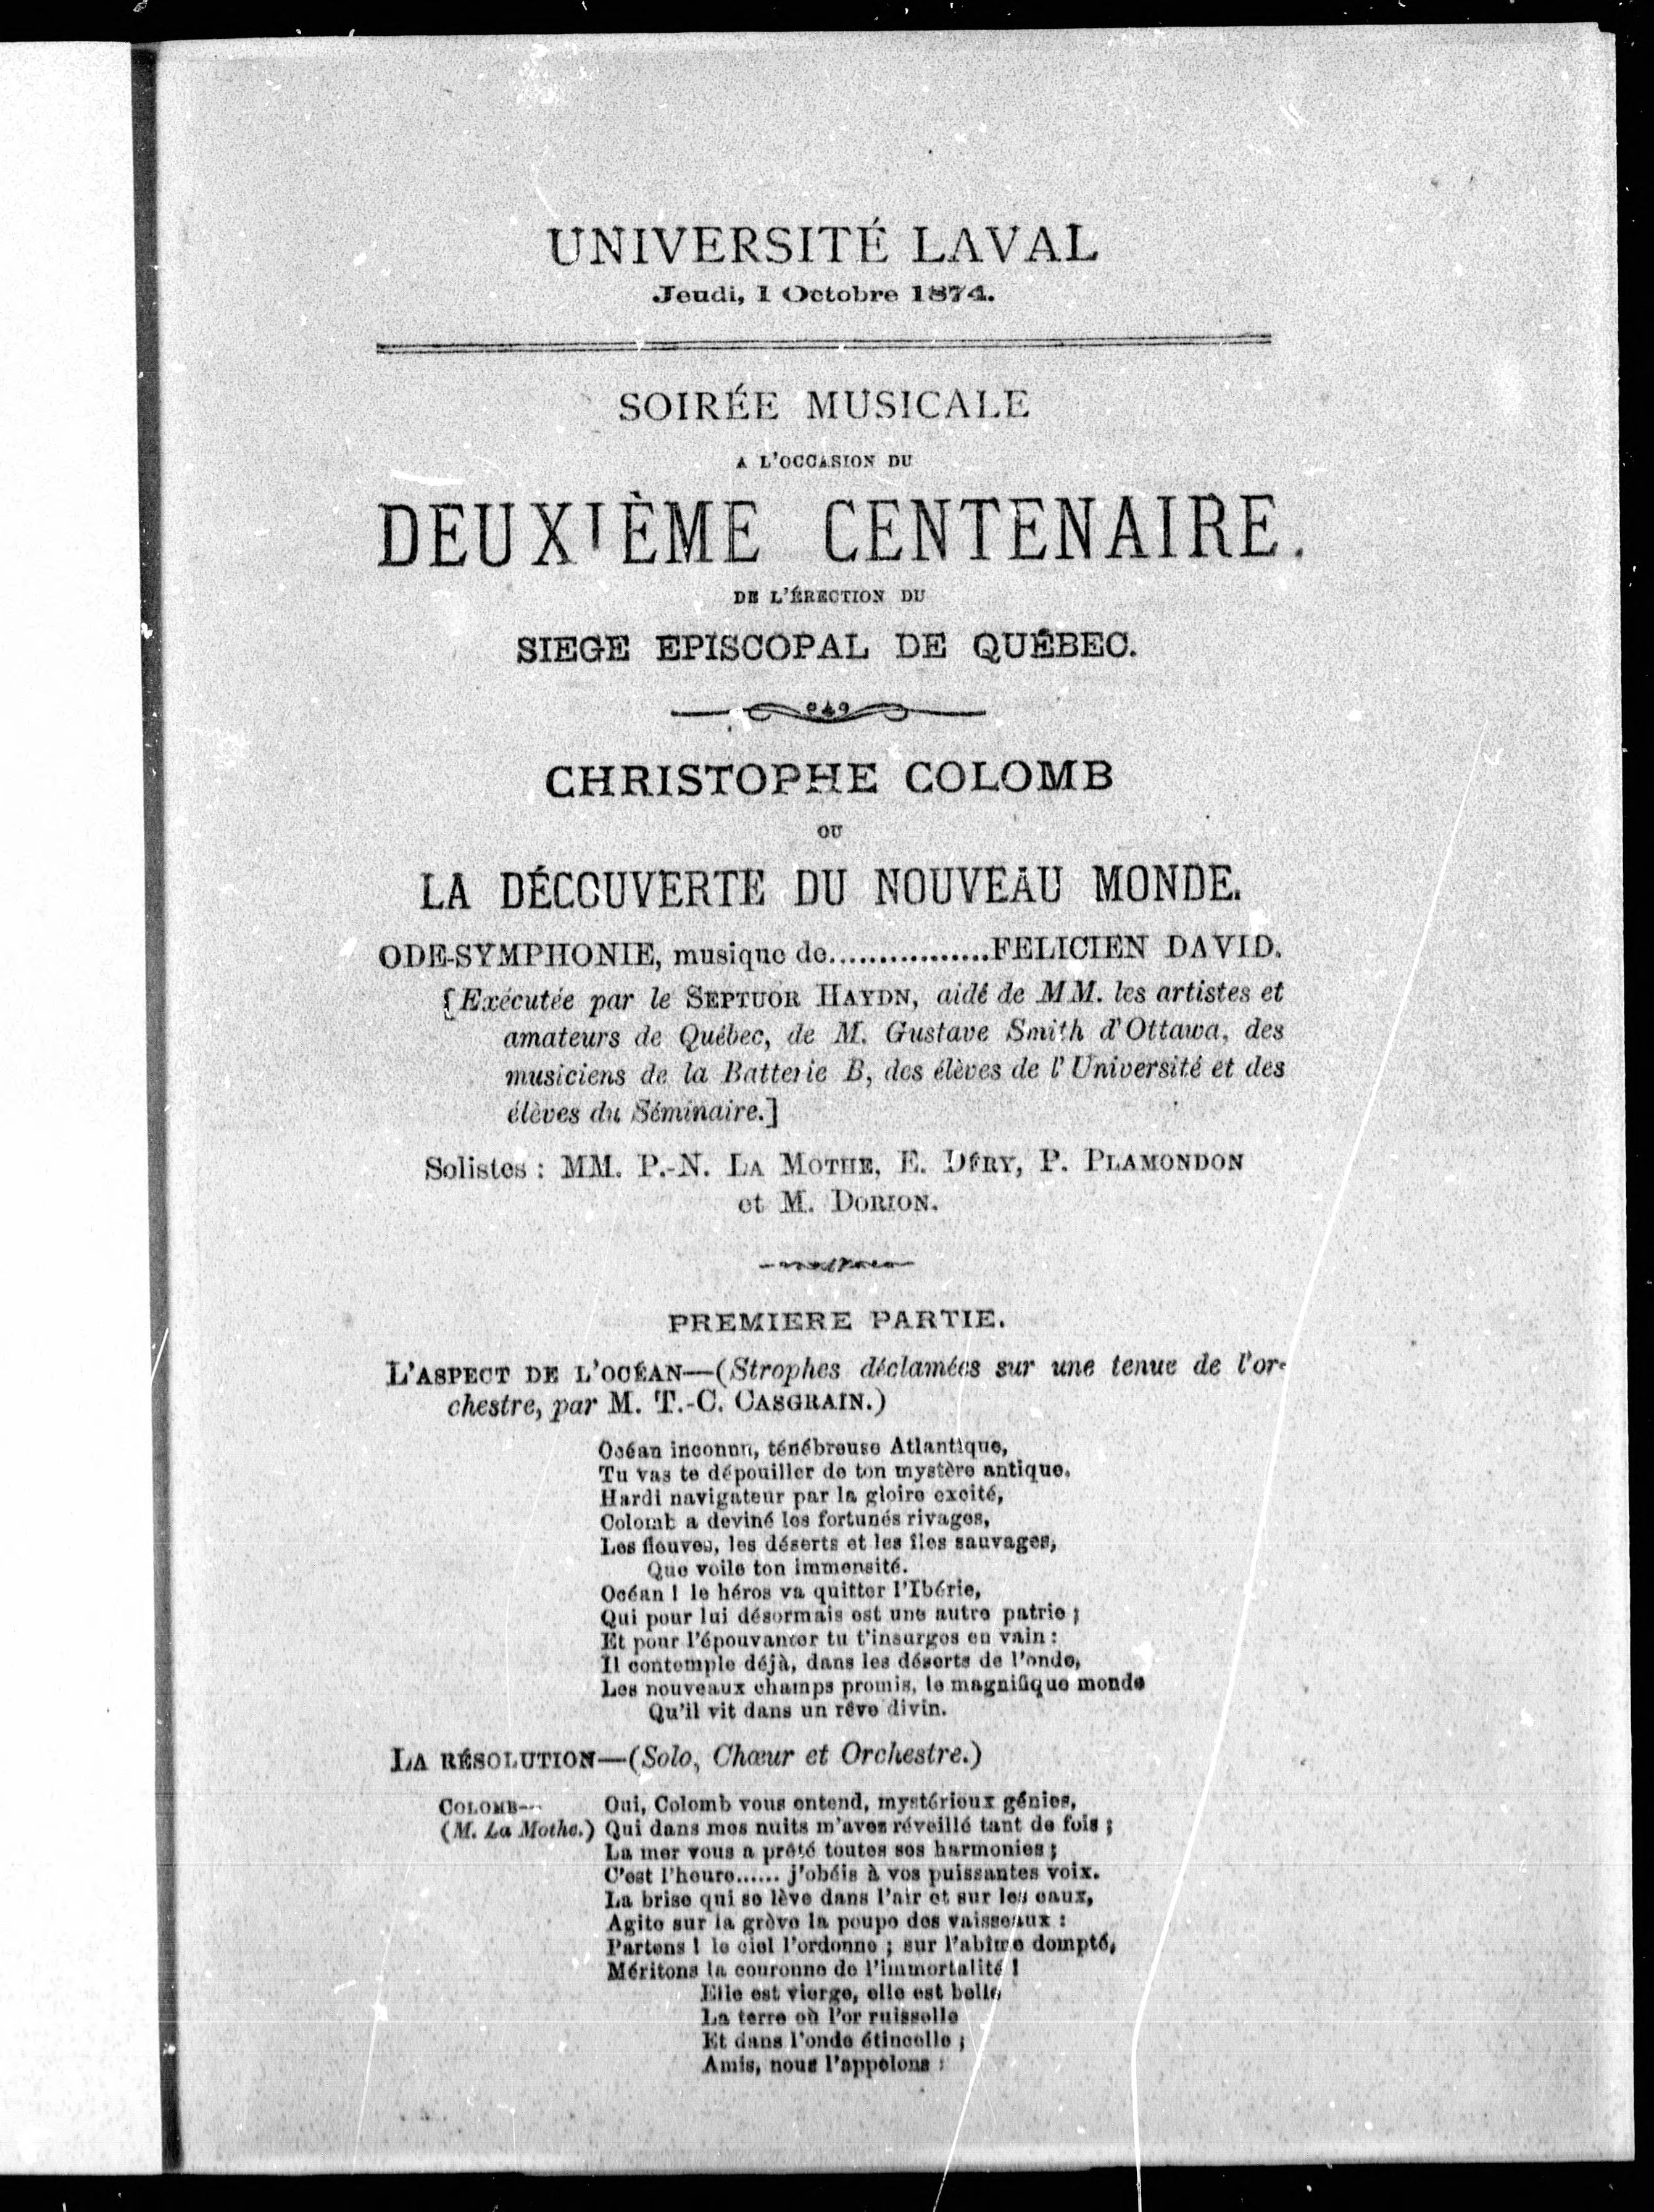 UNIVERSITÉ LAVAL
Jeudi, 1 Octobre 1874.
SOIRÉE MUSICALE
A L'OCCASION DU
DEUXIÈME CENTENAIRE.
DE L'ÉRECTION DU
SIEGE EPISCOPAL DE QUÉBEC.
CHRISTOPHE COLOMB
OU
LA DÉCOUVERTE DU NOUVEAU MONDE.
ODE-SYMPHONIE, musique de................FELICIEN DAVID.
[Exécutée par le SEPTUOR HAYDN, aidé de MM. les artistes et
amateurs de Québec, de M. Gustave Smith d'Ottawa, des
musiciens de la Batterie B, des élèves de l'Université et des
élèves du Séminaire.]
Solistes : MM. P.-N. LA MOTHE, E. DÉRY, P. PLAMONDON
et M. DORION.
PREMIERE PARTIE.
L'ASPECT DE L'OCÉAN—(Strophes déclamées sur une tenue de l'or-
chestre, par M. T.-C. CASGRAIN.)
Océan inconnu, ténébreuse Atlantique,
Tu vas te dépouiller de ton mystère antique.
Hardi navigateur par la gloire excité,
Colomb a deviné les fortunés rivages,
Les fleuves, les déserts et les îles sauvages,
Que voile ton immensité.
Océan ! le héros va quitter l'Ibérie,
Qui pour lui désormais est une autre patrie ;
Et pour l'épouvanter tu t'insurges en vain :
Il contemple déjà, dans les déserts de l'onde,
Les nouveaux champs promis, le magnifique monde
Qu'il vit dans un rêve divin.
LA RÉSOLUTION—(Solo, Chœur et Orchestre.)
COLOMB— Oui, Colomb vous entend, mystérieux génies,
(M. La Mothe.) Qui dans mes nuits m'avez réveillé tant de fois ;
La mer vous a prêté toutes ses harmonies ;
C'est l'heure...... j'obéis à vos puissantes voix.
La brise qui se lève dans l'air et sur les eaux,
Agite sur la grève la poupe des vaisseaux :
Partons ! le ciel l'ordonne ; sur l'abîme dompté,
Méritons la couronne de l'immortalité !
Elle est vierge, elle est belle,
La terre où l'or ruisselle
Et dans l'onde étincelle ;
Amis, nous l'appelons :